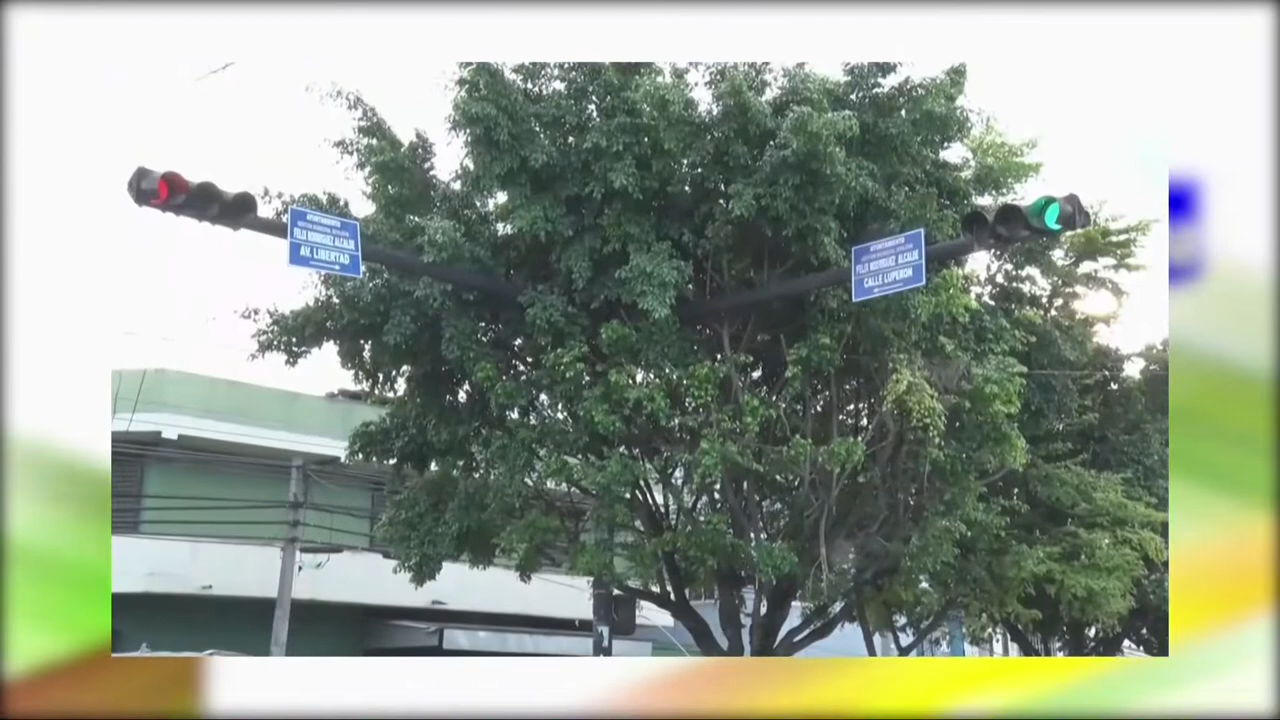 AYUNTAMIENTO
FELIX RODRIGUEZ ALCALDE
AV. LIBERTAD
AYUNTAMIENTO
FELIX RODRIGUEZ ALCALDE
CALLE LUPERON